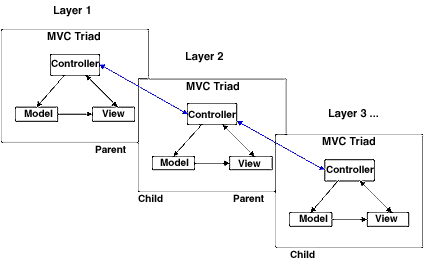 Layer 1
MVC Triad
Controller
Model
View
Parent
Layer 2
MVC Triad
Controller
Model
View
Child
Parent
Layer 3 ...
MVC Triad
Controller
Model
View
Child